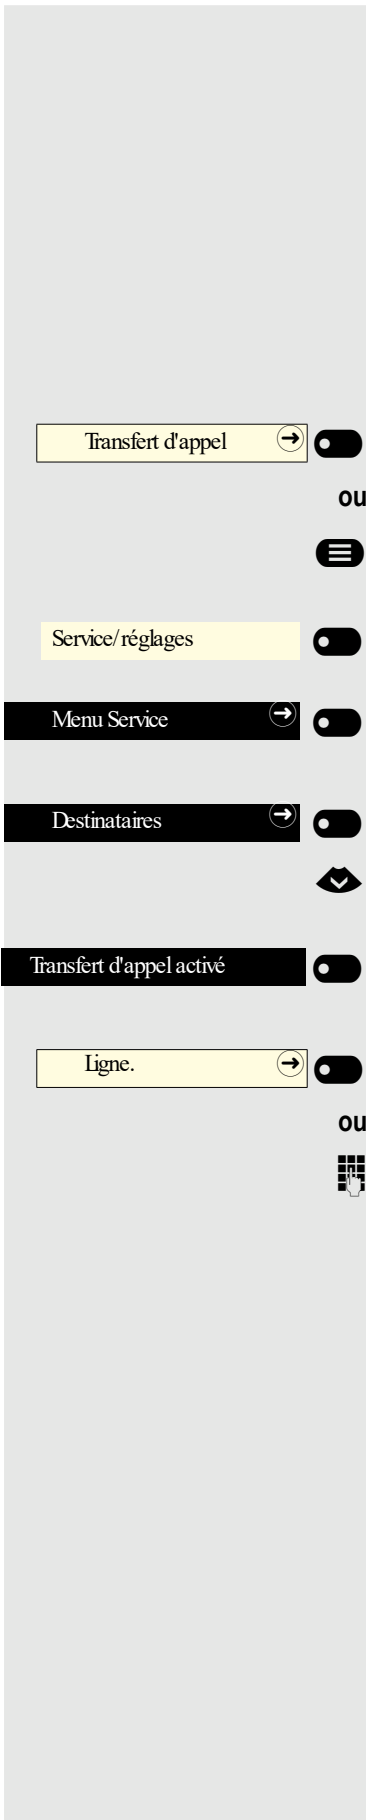 Transfert d'appel
ou
Service/réglages
Menu Service
Destinataires
Transfert d'appel activé
Ligne.
ou